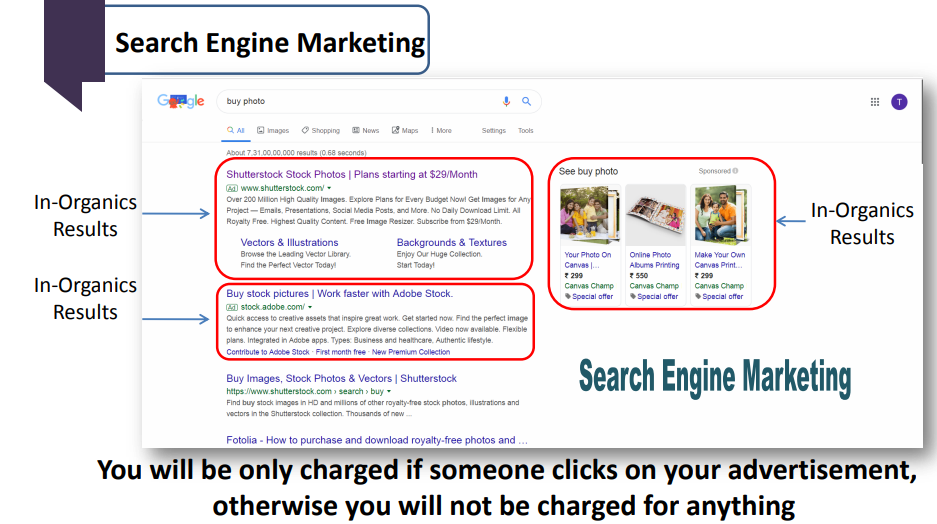 Search Engine Marketing
Google
buy photo
T
All Images Shopping News Maps More Settings Tools
About 7,31,00,00,000 results (0.68 seconds)
In-Organics
Results
Shutterstock Stock Photos | Plans starting at $29/Month
Ad www.shutterstock.com/
Over 200 Million High Quality Images. Explore Plans for Every Budget Now! Get Images for Any
Project — Emails, Presentations, Social Media Posts, and More. No Daily Download Limit. All
Royalty Free. Highest Quality Content. Free Image Resizer. Subscribe from $29/Month.
Vectors & Illustrations
Browse the Leading Vector Library.
Find the Perfect Vector Today!
Backgrounds & Textures
Enjoy Our Huge Collection.
Start Today!
In-Organics
Results
Buy stock pictures | Work faster with Adobe Stock.
Ad stock.adobe.com/
Quick access to creative assets that inspire great work. Get started now. Find the perfect image
to enhance your next creative project. Explore diverse collections. Video now available. Flexible
plans. Integrated in Adobe apps. Types: Business and healthcare, Authentic lifestyle.
Contribute to Adobe Stock · First month free · New Premium Collection
Buy Images, Stock Photos & Vectors | Shutterstock
https://www.shutterstock.com › search › buy
Find buy stock images in HD and millions of other royalty-free stock photos, illustrations and
vectors in the Shutterstock collection. Thousands of new ...
Fotolia - How to purchase and download royalty-free photos and ...
See buy photo Sponsored
Your Photo On
Canvas |...
₹ 299
Canvas Champ
Special offer
Online Photo
Albums Printing
₹ 550
Canvas Champ
Special offer
Make Your Own
Canvas Print...
₹ 299
Canvas Champ
Special offer
In-Organics
Results
Search Engine Marketing
You will be only charged if someone clicks on your advertisement,
otherwise you will not be charged for anything